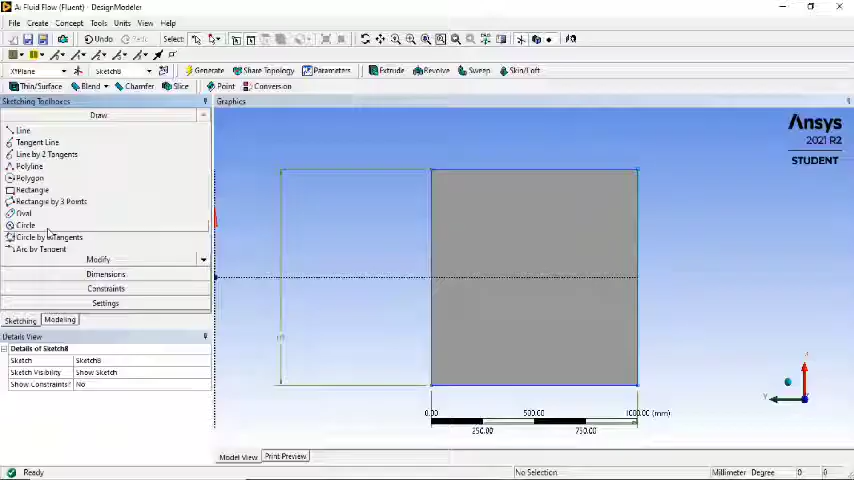 A: Fluid Flow (Fluent) - DesignModeler
File Create Concept Tools Units View Help
Undo Redo Select:
XYPlane Sketch8 Generate Share Topology Parameters Extrude Revolve Sweep Skin/Loft
Thin/Surface Blend Chamfer Slice Point Conversion
Sketching Toolboxes Graphics
Draw
Line
Tangent Line
Line by 2 Tangents
Polyline
Polygon
Rectangle
Rectangle by 3 Points
Oval
Circle
Circle by 3 Tangents
Arc by Tangent
Modify
Dimensions
Constraints
Settings
Sketching Modeling
Details View
Details of Sketch8
Sketch Sketch8
Sketch Visibility Show Sketch
Show Constraints? No
Ansys
2021 R2
STUDENT
0.00 500.00 1000.00 (mm)
250.00 750.00
Y
Model View Print Preview
Ready No Selection Millimeter Degree 0 0